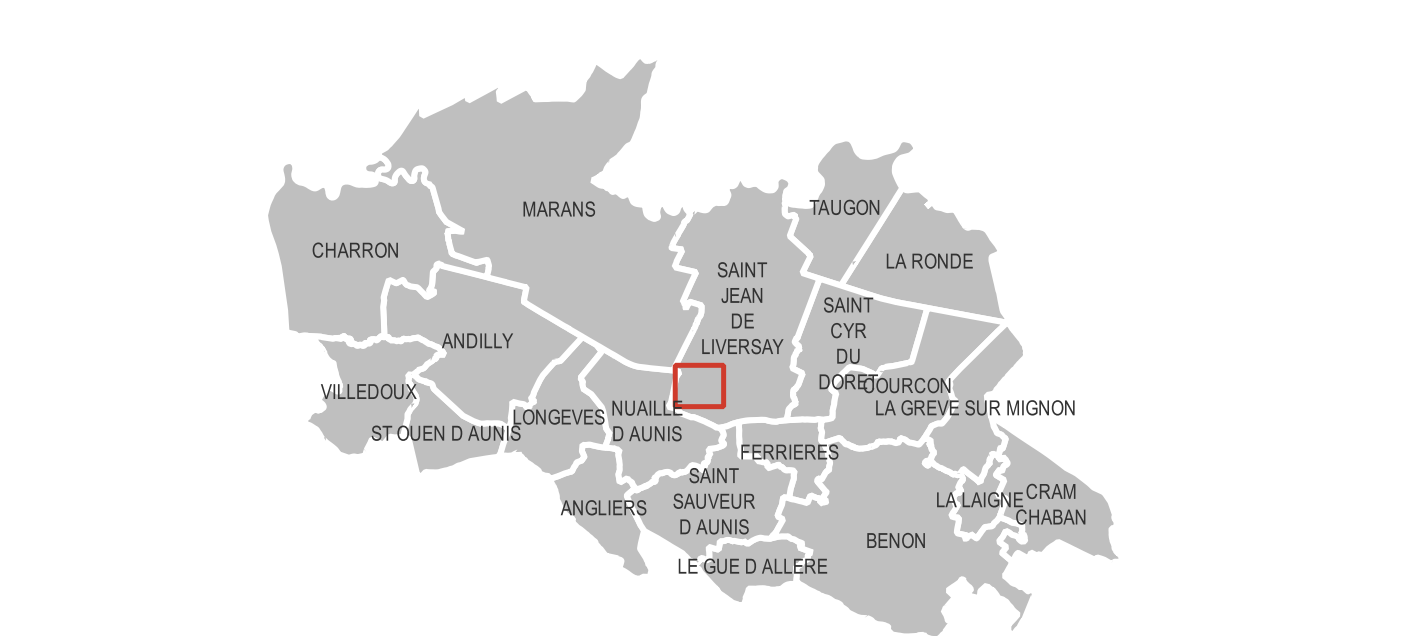 TAUGON
MARANS
CHARRON
LA RONDE
SAINT
JEAN
DE
LIVERSAY
SAINT
CYR
DU
DORET
ANDILLY
COURCON
VILLEDOUX
LA GREVE SUR MIGNON
NUAILLE
D AUNIS
LONGEVES
ST OUEN D AUNIS
FERRIERES
SAINT
SAUVEUR
D AUNIS
CRAM
CHABAN
LA LAIGNE
ANGLIERS
BENON
LE GUE D ALLERE